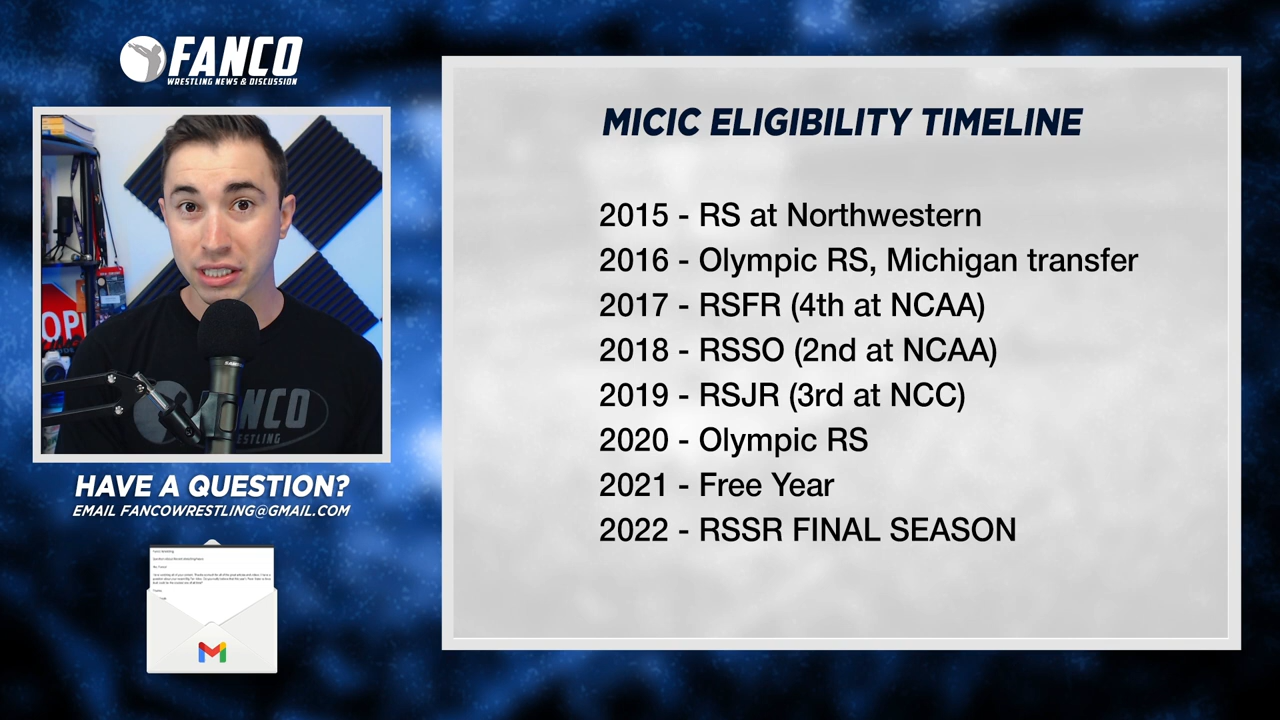 FANCO
WRESTLING NEWS & DISCUSSION
MICIC ELIGIBILITY TIMELINE
2015 - RS at Northwestern
2016 - Olympic RS, Michigan transfer
2017 - RSFR (4th at NCAA)
2018 - RSSO (2nd at NCAA)
2019 - RSJR (3rd at NCC)
2020 - Olympic RS
2021 - Free Year
2022 - RSSR FINAL SEASON
NCO
ESTLING
HAVE A QUESTION?
EMAIL FANCOWRESTLING@GMAIL.COM